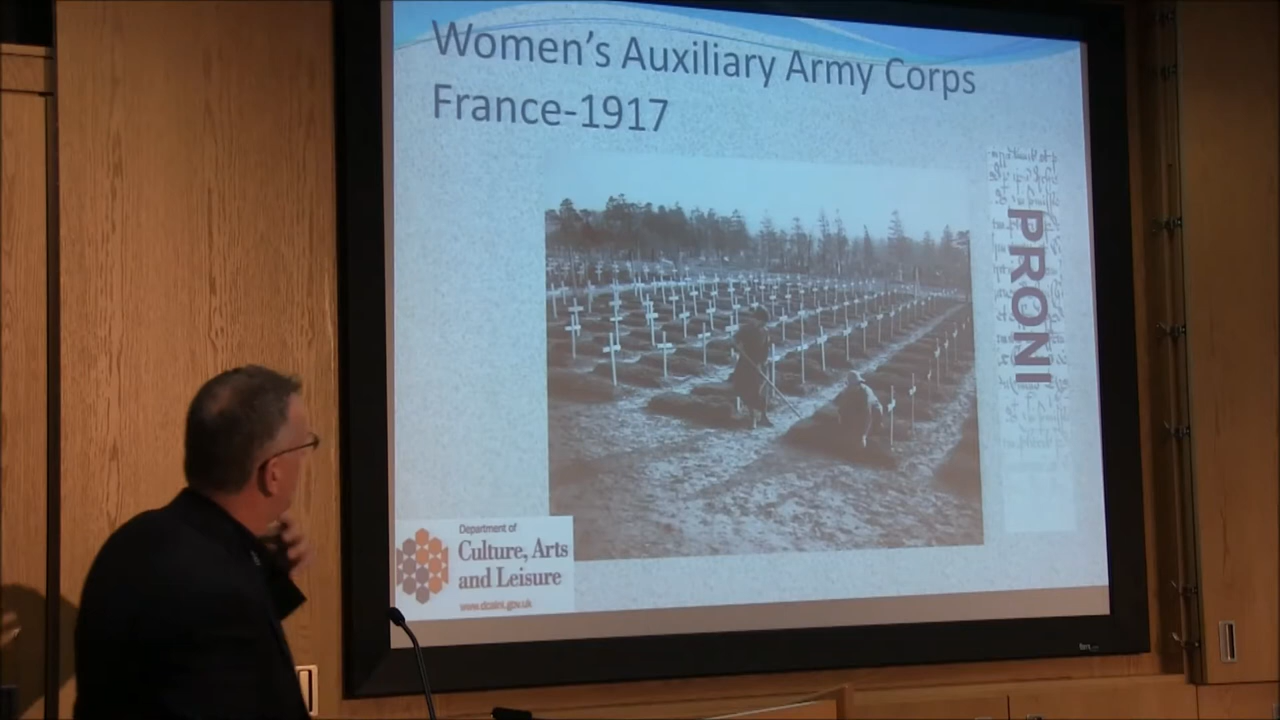 Women's Auxiliary Army Corps
France-1917
PRONI
Department of
Culture, Arts
and Leisure
www.dcalni.gov.uk